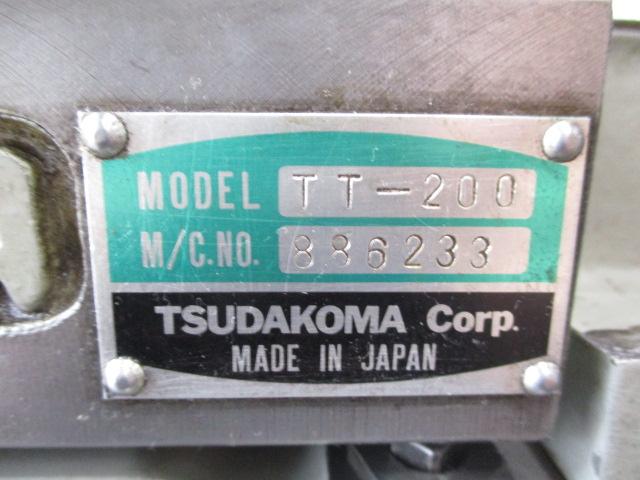 MODEL TT-200
M/C.NO. 886233
TSUDAKOMA Corp.
MADE IN JAPAN